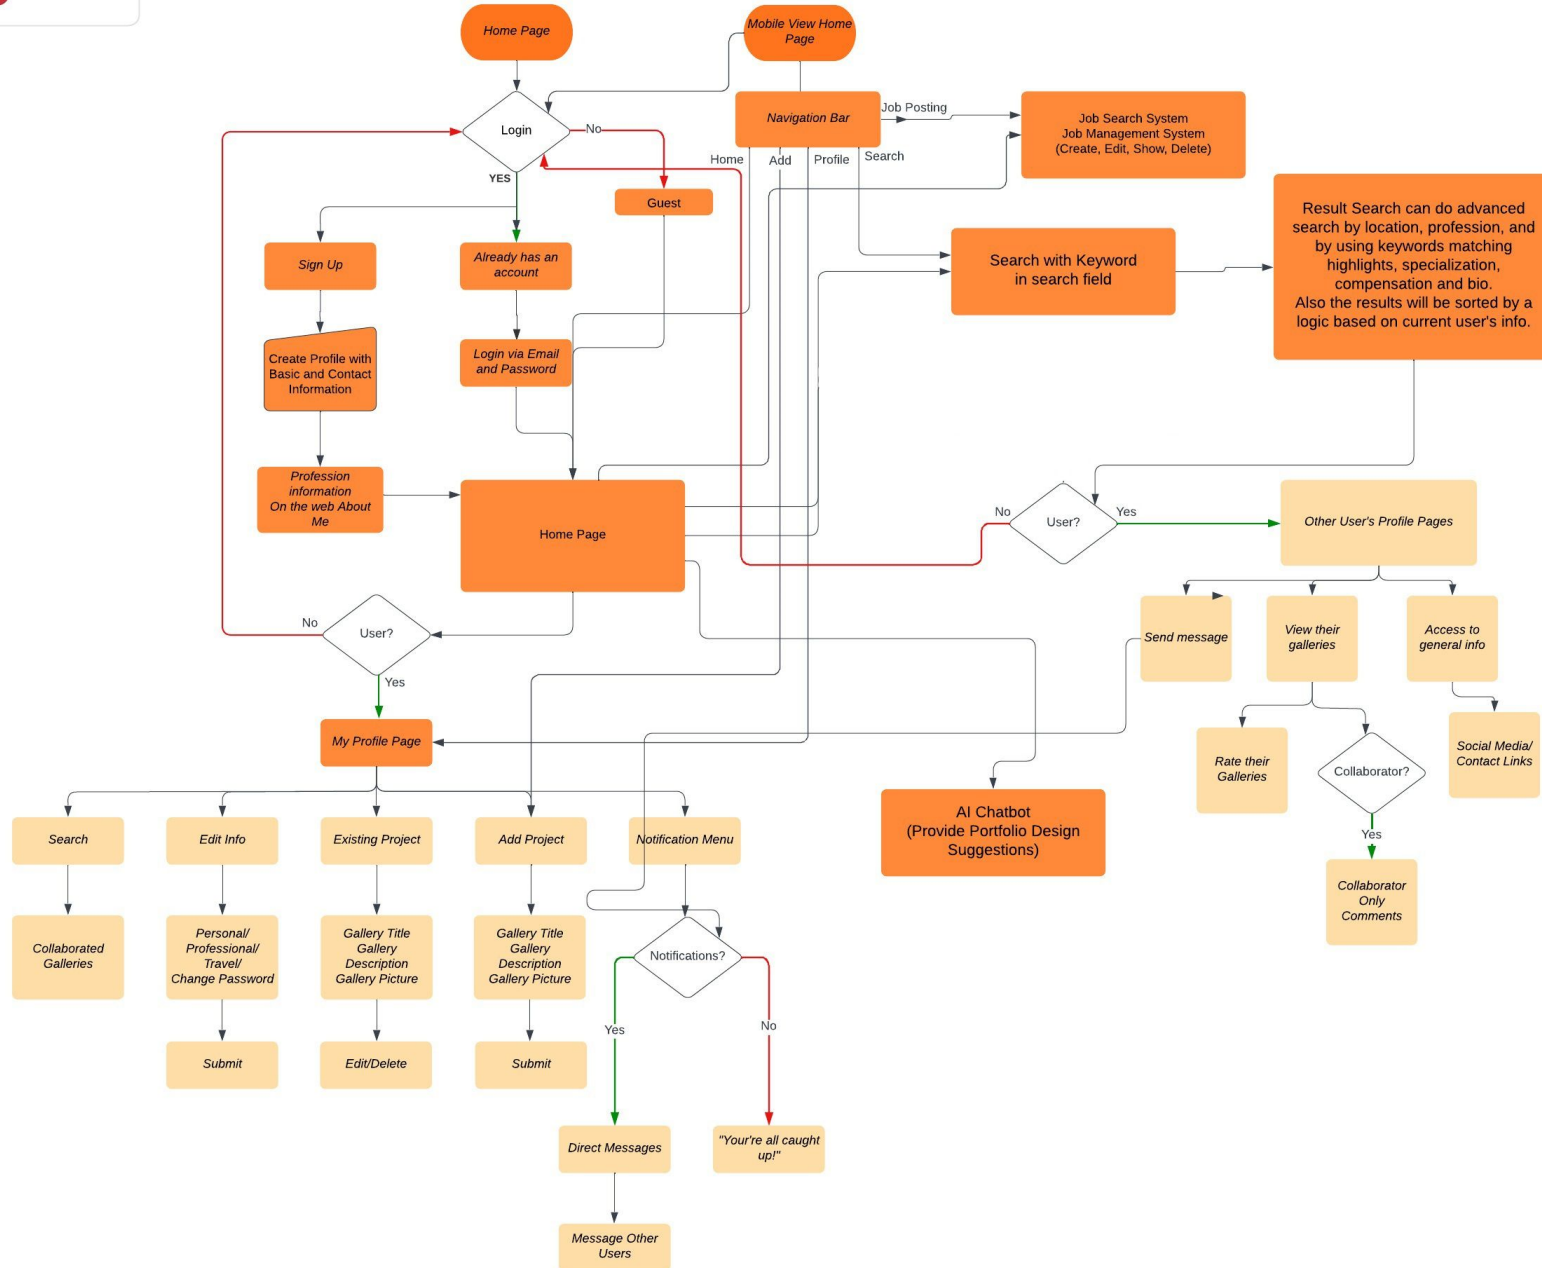 Home Page
Mobile View Home
Page
Login
No
YES
Navigation Bar
Job Posting
Home
Add
Profile
Search
Job Search System
Job Management System
(Create, Edit, Show, Delete)
Guest
Sign Up
Already has an
account
Search with Keyword
in search field
Result Search can do advanced
search by location, profession, and
by using keywords matching
highlights, specialization,
compensation and bio.
Also the results will be sorted by a
logic based on current user's info.
Create Profile with
Basic and Contact
Information
Login via Email
and Password
Profession
information
On the web About
Me
Home Page
No
User?
Yes
Other User's Profile Pages
No
User?
Yes
Send message
View their
galleries
Access to
general info
My Profile Page
Rate their
Galleries
Collaborator?
Social Media/
Contact Links
Yes
Collaborator
Only
Comments
AI Chatbot
(Provide Portfolio Design
Suggestions)
Search
Edit Info
Existing Project
Add Project
Notification Menu
Collaborated
Galleries
Personal/
Professional/
Travel/
Change Password
Gallery Title
Gallery
Description
Gallery Picture
Gallery Title
Gallery
Description
Gallery Picture
Notifications?
Yes
No
Submit
Edit/Delete
Submit
Direct Messages
"Your're all caught
up!"
Message Other
Users